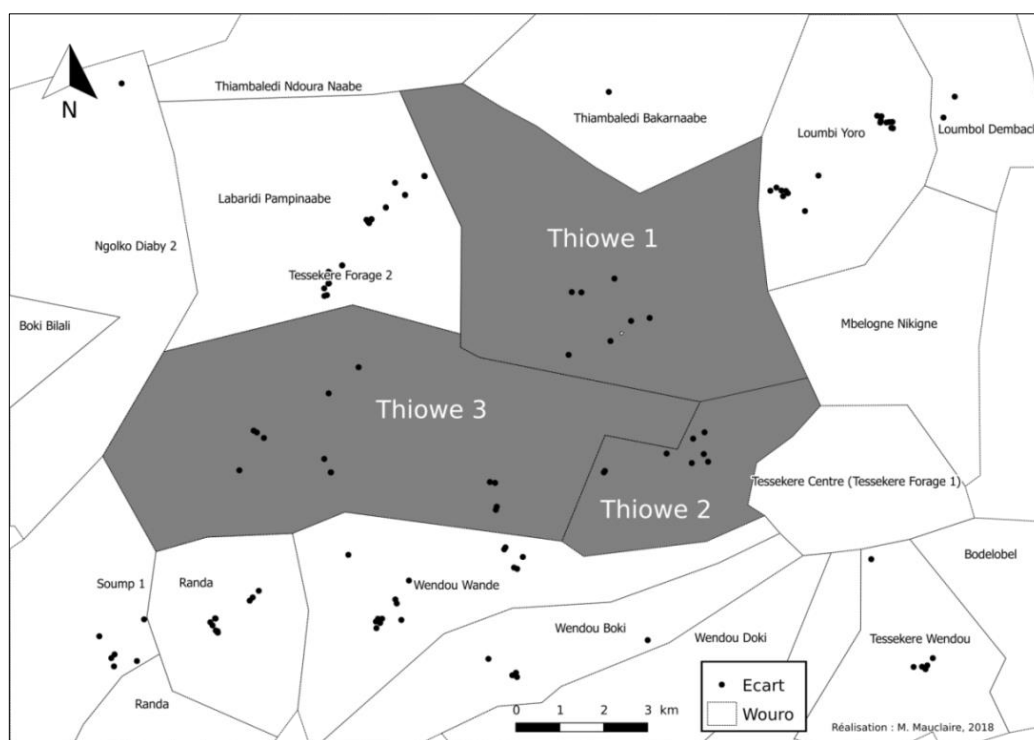 N
Thiambaledi Ndoura Naabe
Thiambaledi Bakarnaabe
Loumbi Yoro
Loumbol Demback
Labaridi Pampinaabe
Thiowe 1
Ngolko Diaby 2
Tessekere Forage 2
Boki Bilali
Mbelogne Nikigne
Thiowe 3
Tessekere Centre (Tessekere Forage 1)
Thiowe 2
Bodelobel
Soump 1
Randa
Wendou Wande
Wendou Boki
Wendou Doki
Tessekere Wendou
Randa
Ecart
Wouro
0 1 2 3 km
Réalisation : M. Mauclaire, 2018